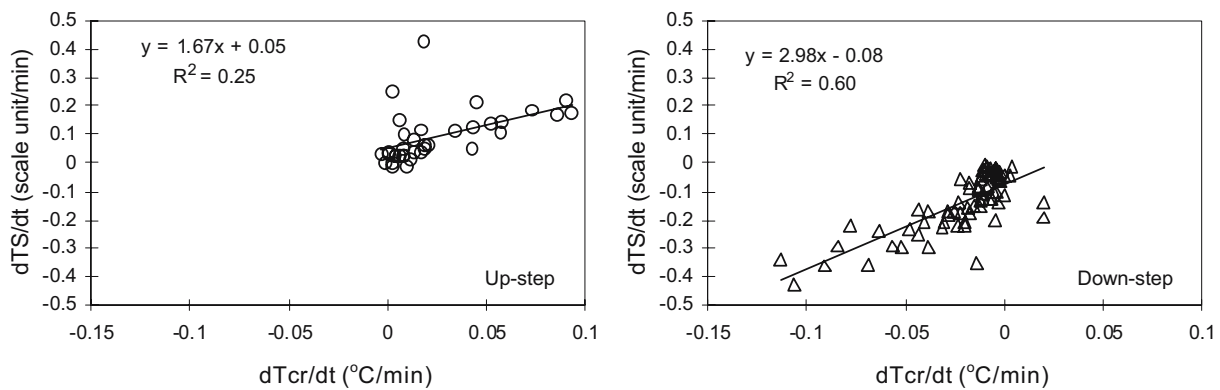 0.5
0.4
0.3
0.2
0.1
0
-0.1
-0.2
-0.3
-0.4
-0.5
dTS/dt (scale unit/min)
y = 1.67x + 0.05
R² = 0.25
Up-step
-0.15 -0.1 -0.05 0 0.05 0.1
dTcr/dt (°C/min)
0.5
0.4
0.3
0.2
0.1
0
-0.1
-0.2
-0.3
-0.4
-0.5
dTS/dt (scale unit/min)
y = 2.98x - 0.08
R² = 0.60
Down-step
-0.15 -0.1 -0.05 0 0.05 0.1
dTcr/dt (°C/min)